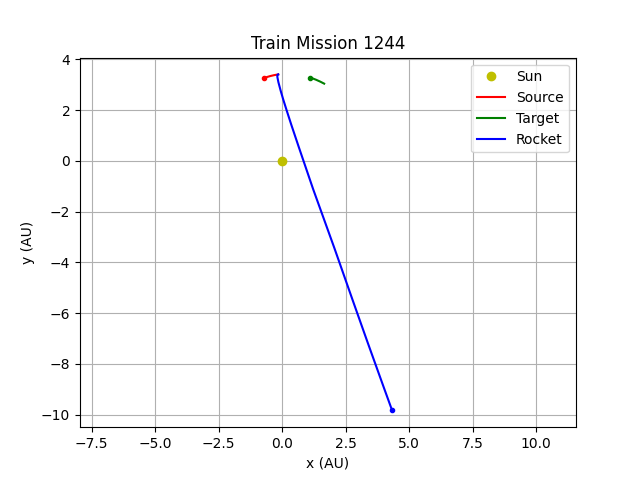 Train Mission 1244
Sun
Source
Target
Rocket
4
2
0
−2
−4
−6
−8
−10
y (AU)
−7.5 −5.0 −2.5 0.0 2.5 5.0 7.5 10.0
x (AU)